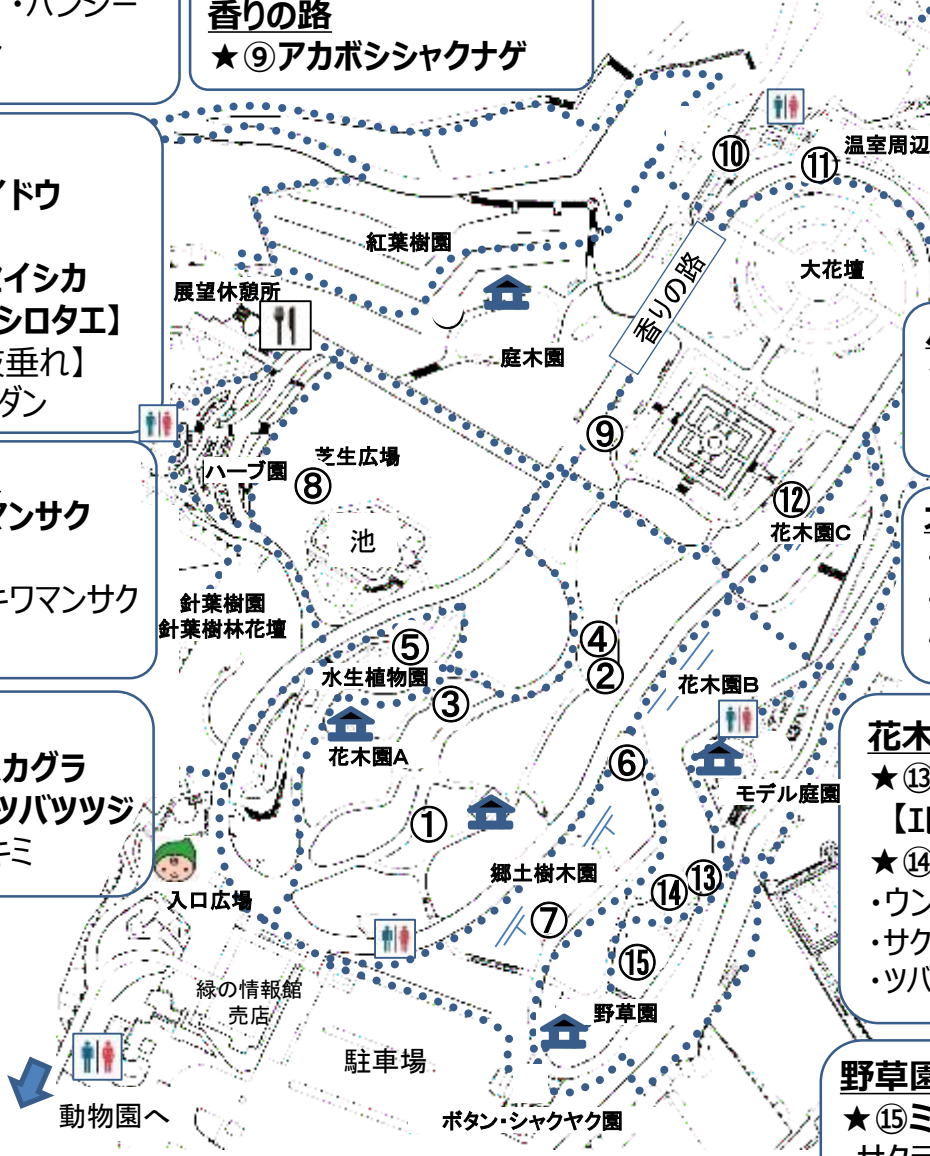 ・パンジー
香りの路
★⑨アカボシシャクナゲ
イドウ
セイシカ
シロタエ】
枝垂れ】
ダン
マンサク
キワマンサク
スカグラ
ツバツツジ
キミ
⑩
⑪
温室周辺
紅葉樹園
香りの路
大花壇
展望休憩所
庭木園
⑨
芝生広場
ハーブ園
⑧
⑫
花木園C
池
針葉樹園
針葉樹林花壇
⑤
④
水生植物園
②
③
花木園B
花木園A
⑥
モデル庭園
①
郷土樹木園
入口広場
⑭
⑬
⑦
⑮
緑の情報館
売店
野草園
駐車場
動物園へ
ボタン・シャクヤク園
花木
★⑬
★⑭
・ウン
・サク
・ツバ
野草園
★⑮ミ
サクラ